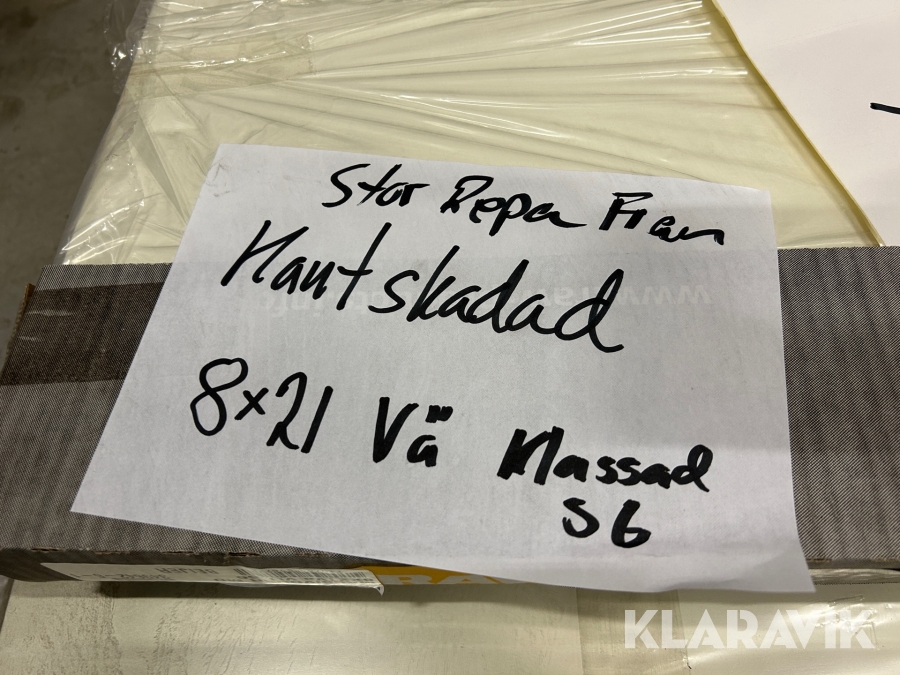 Stor Repa Fram
Kantskadad
8x21 Vä Klassad
S6
KLARAVIK